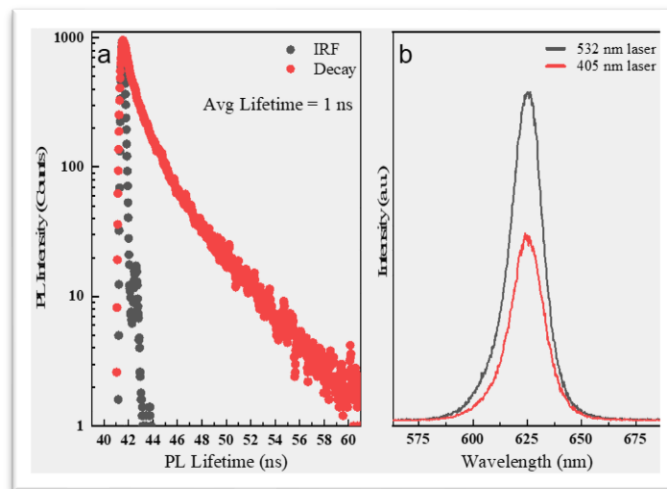 a
IRF
Decay
Avg Lifetime = 1 ns
1000
100
10
1
PL Intensity (Counts)
40 42 44 46 48 50 52 54 56 58 60
PL Lifetime (ns)
b
532 nm laser
405 nm laser
Intensity (a.u.)
575 600 625 650 675
Wavelength (nm)